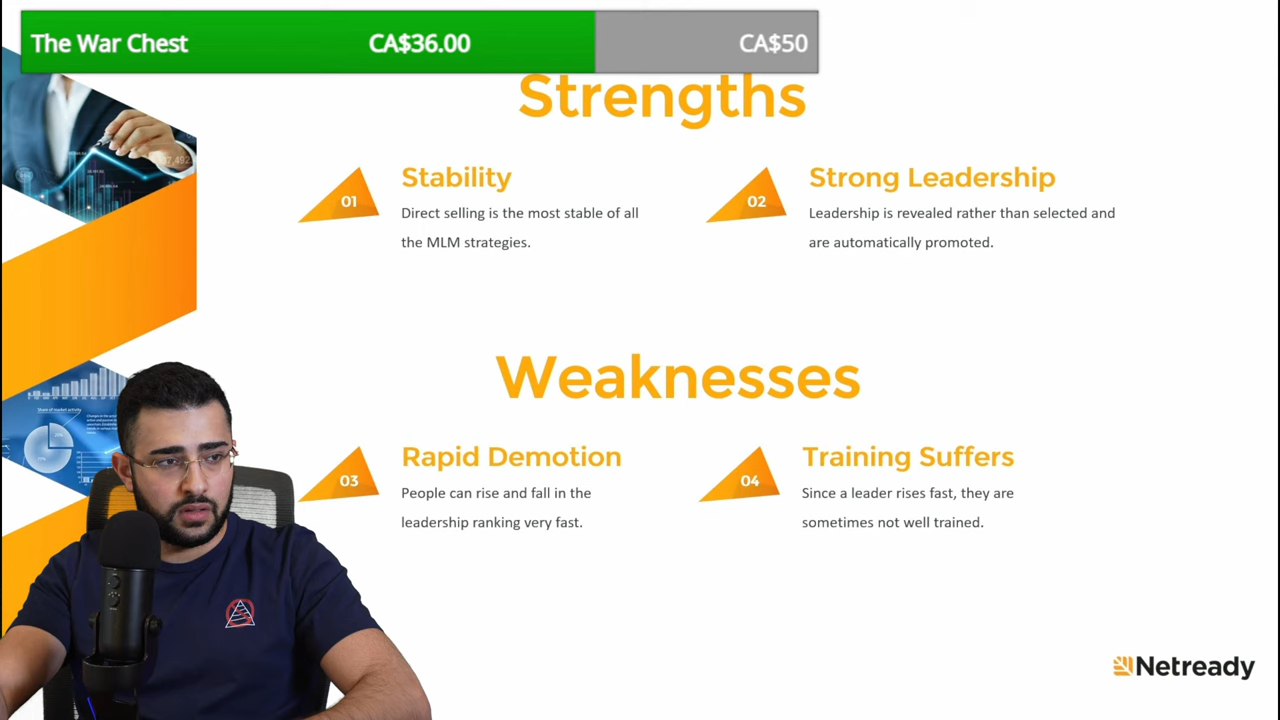 The War Chest CA$36.00 CA$50
Strengths
01
Stability
Direct selling is the most stable of all
the MLM strategies.
02
Strong Leadership
Leadership is revealed rather than selected and
are automatically promoted.
Weaknesses
03
Rapid Demotion
People can rise and fall in the
leadership ranking very fast.
04
Training Suffers
Since a leader rises fast, they are
sometimes not well trained.
Netready